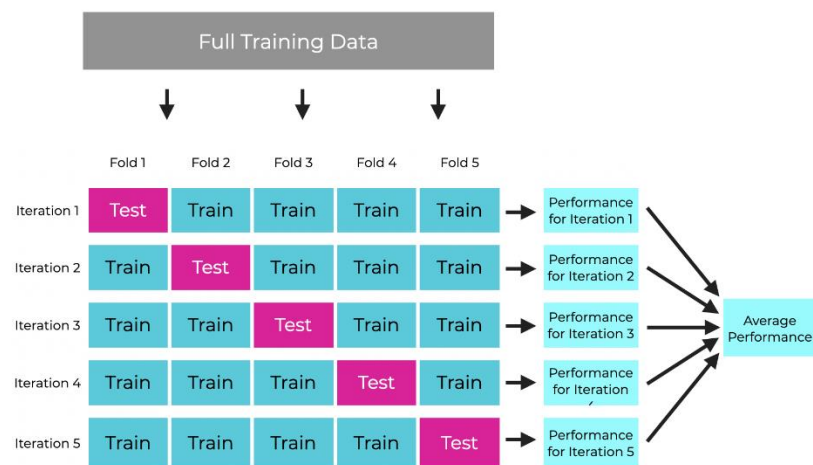 Full Training Data
Fold 1 Fold 2 Fold 3 Fold 4 Fold 5
Iteration 1 Test Train Train Train Train Performance
for Iteration 1
Iteration 2 Train Test Train Train Train Performance
for Iteration 2
Iteration 3 Train Train Test Train Train Performance
for Iteration 3
Average
Performance
Iteration 4 Train Train Train Test Train Performance
for Iteration
Iteration 5 Train Train Train Train Test Performance
for Iteration 5